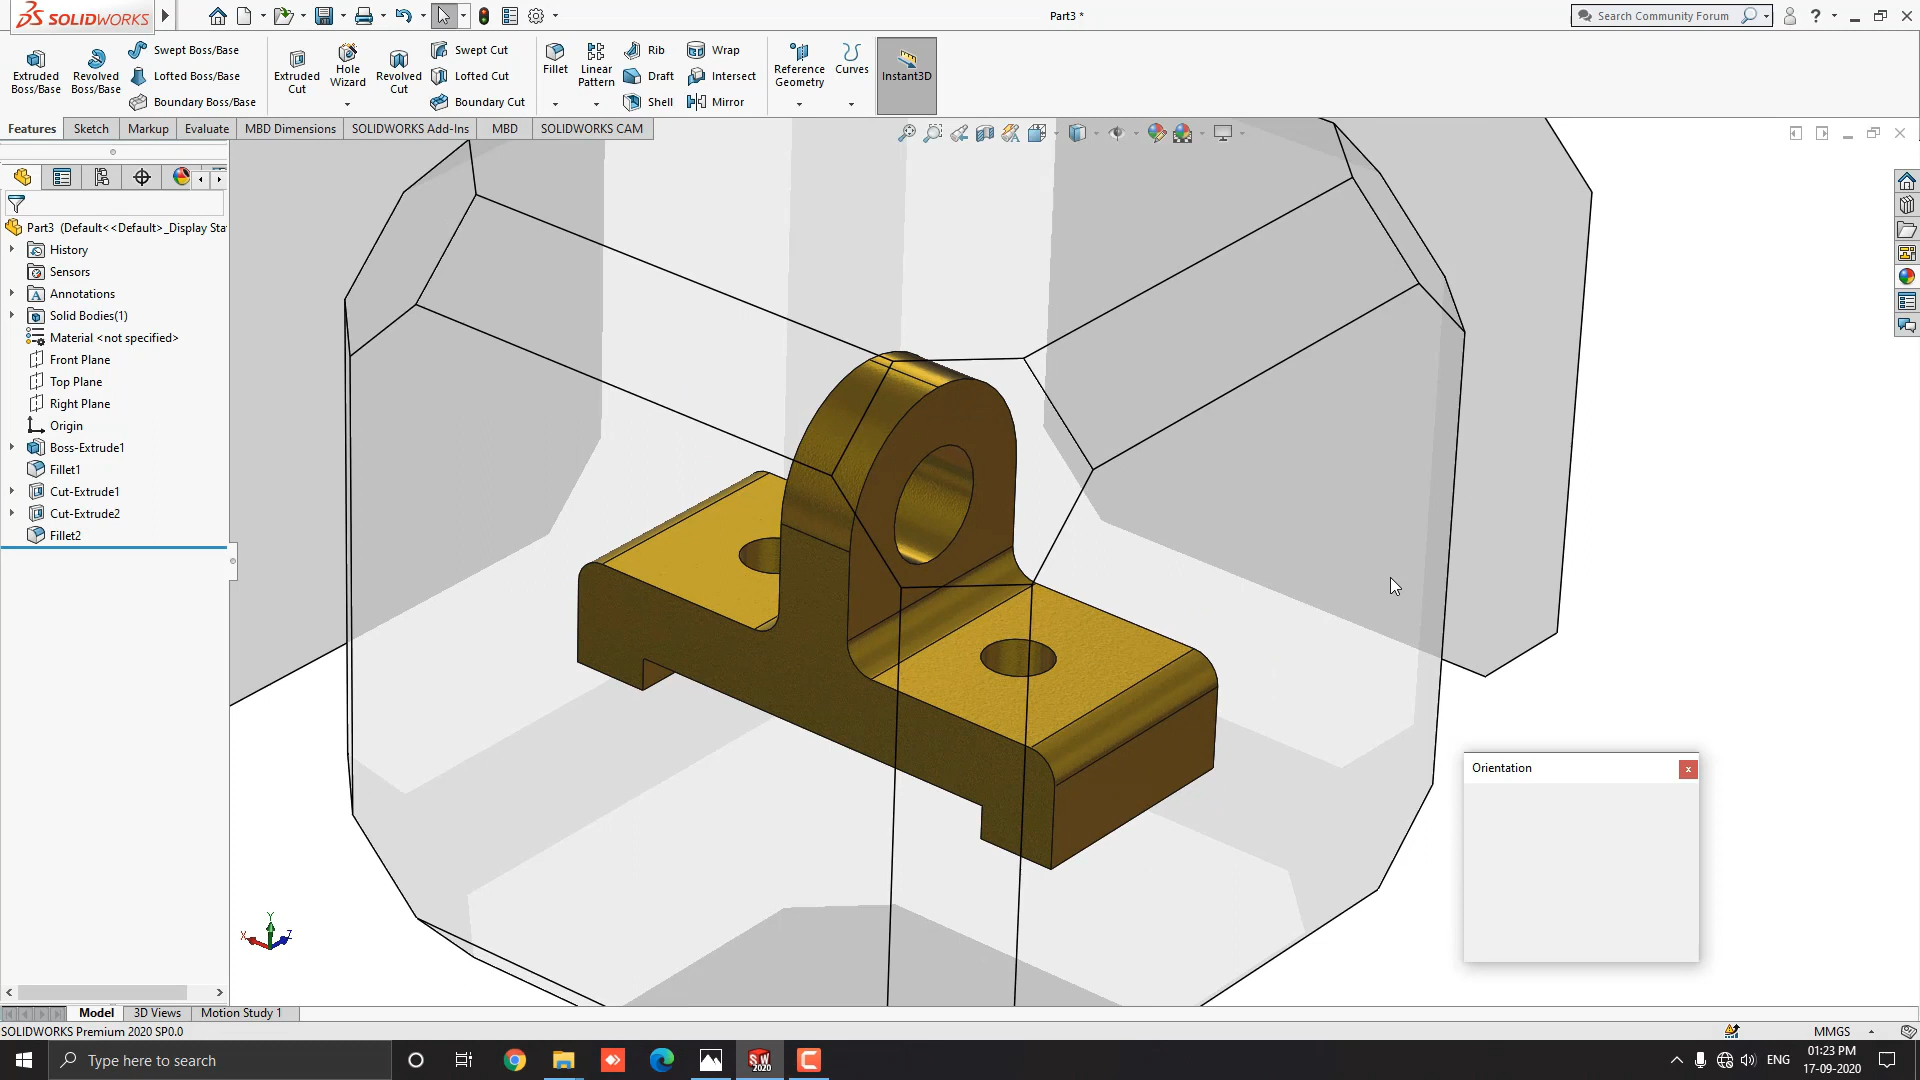 SOLIDWORKS
Part3 *
Search Community Forum
Extruded Boss/Base
Revolved Boss/Base
Swept Boss/Base
Lofted Boss/Base
Boundary Boss/Base
Extruded Cut
Hole Wizard
Revolved Cut
Swept Cut
Lofted Cut
Boundary Cut
Fillet
Linear Pattern
Rib
Draft
Shell
Wrap
Intersect
Mirror
Reference Geometry
Curves
Instant3D
Features
Sketch
Markup
Evaluate
MBD Dimensions
SOLIDWORKS Add-Ins
MBD
SOLIDWORKS CAM
Part3 (Default<<Default>_Display Sta
History
Sensors
Annotations
Solid Bodies(1)
Material <not specified>
Front Plane
Top Plane
Right Plane
Origin
Boss-Extrude1
Fillet1
Cut-Extrude1
Cut-Extrude2
Fillet2
Orientation
x
Y
X
Z
Model
3D Views
Motion Study 1
SOLIDWORKS Premium 2020 SP0.0
MMGS
Type here to search
SW
2020
ENG
01:23 PM
17-09-2020